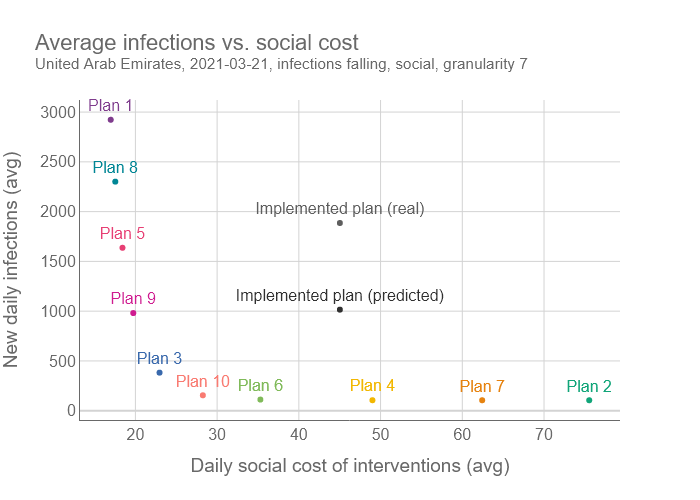 Average infections vs. social cost
United Arab Emirates, 2021-03-21, infections falling, social, granularity 7
New daily infections (avg)
3000
2500
2000
1500
1000
500
0
Plan 1
Plan 8
Implemented plan (real)
Plan 5
Implemented plan (predicted)
Plan 9
Plan 3
Plan 10
Plan 6
Plan 4
Plan 7
Plan 2
20
30
40
50
60
70
Daily social cost of interventions (avg)